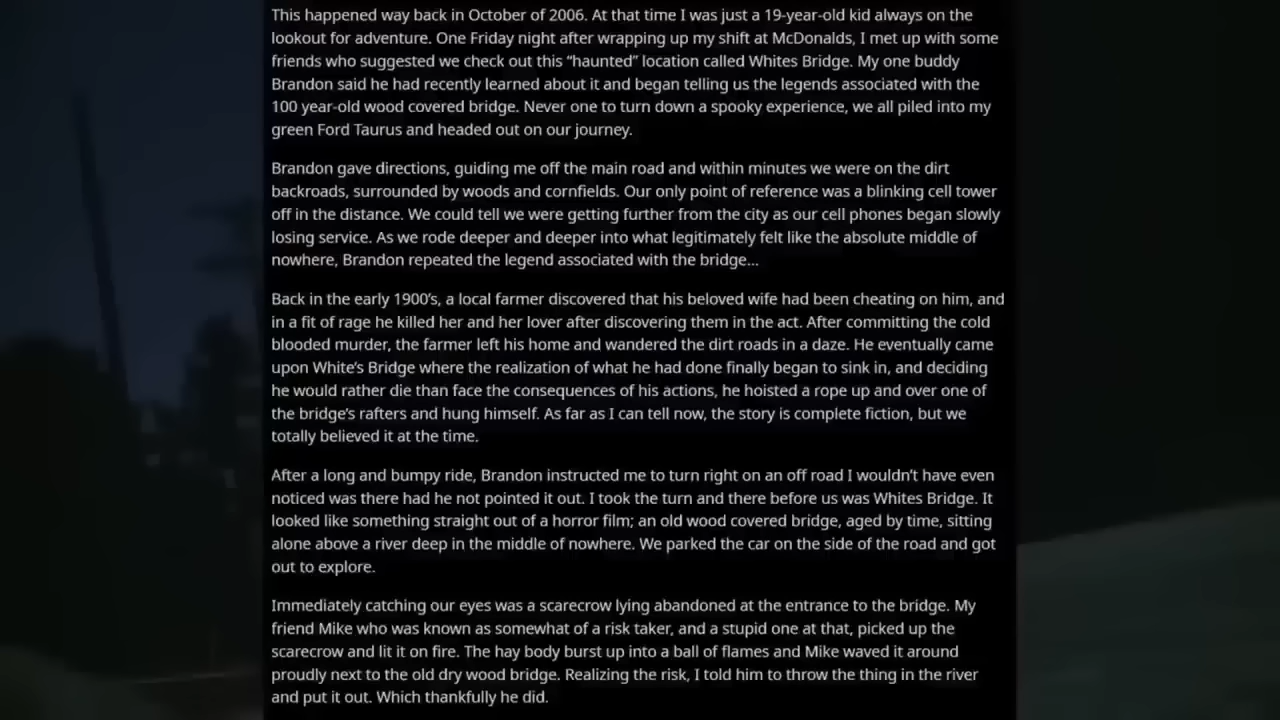 This happened way back in October of 2006. At that time I was just a 19-year-old kid always on the
lookout for adventure. One Friday night after wrapping up my shift at McDonalds, I met up with some
friends who suggested we check out this “haunted” location called Whites Bridge. My one buddy
Brandon said he had recently learned about it and began telling us the legends associated with the
100 year-old wood covered bridge. Never one to turn down a spooky experience, we all piled into my
green Ford Taurus and headed out on our journey.
Brandon gave directions, guiding me off the main road and within minutes we were on the dirt
backroads, surrounded by woods and cornfields. Our only point of reference was a blinking cell tower
off in the distance. We could tell we were getting further from the city as our cell phones began slowly
losing service. As we rode deeper and deeper into what legitimately felt like the absolute middle of
nowhere, Brandon repeated the legend associated with the bridge...
Back in the early 1900’s, a local farmer discovered that his beloved wife had been cheating on him, and
in a fit of rage he killed her and her lover after discovering them in the act. After committing the cold
blooded murder, the farmer left his home and wandered the dirt roads in a daze. He eventually came
upon White’s Bridge where the realization of what he had done finally began to sink in, and deciding
he would rather die than face the consequences of his actions, he hoisted a rope up and over one of
the bridge’s rafters and hung himself. As far as I can tell now, the story is complete fiction, but we
totally believed it at the time.
After a long and bumpy ride, Brandon instructed me to turn right on an off road I wouldn’t have even
noticed was there had he not pointed it out. I took the turn and there before us was Whites Bridge. It
looked like something straight out of a horror film; an old wood covered bridge, aged by time, sitting
alone above a river deep in the middle of nowhere. We parked the car on the side of the road and got
out to explore.
Immediately catching our eyes was a scarecrow lying abandoned at the entrance to the bridge. My
friend Mike who was known as somewhat of a risk taker, and a stupid one at that, picked up the
scarecrow and lit it on fire. The hay body burst up into a ball of flames and Mike waved it around
proudly next to the old dry wood bridge. Realizing the risk, I told him to throw the thing in the river
and put it out. Which thankfully he did.